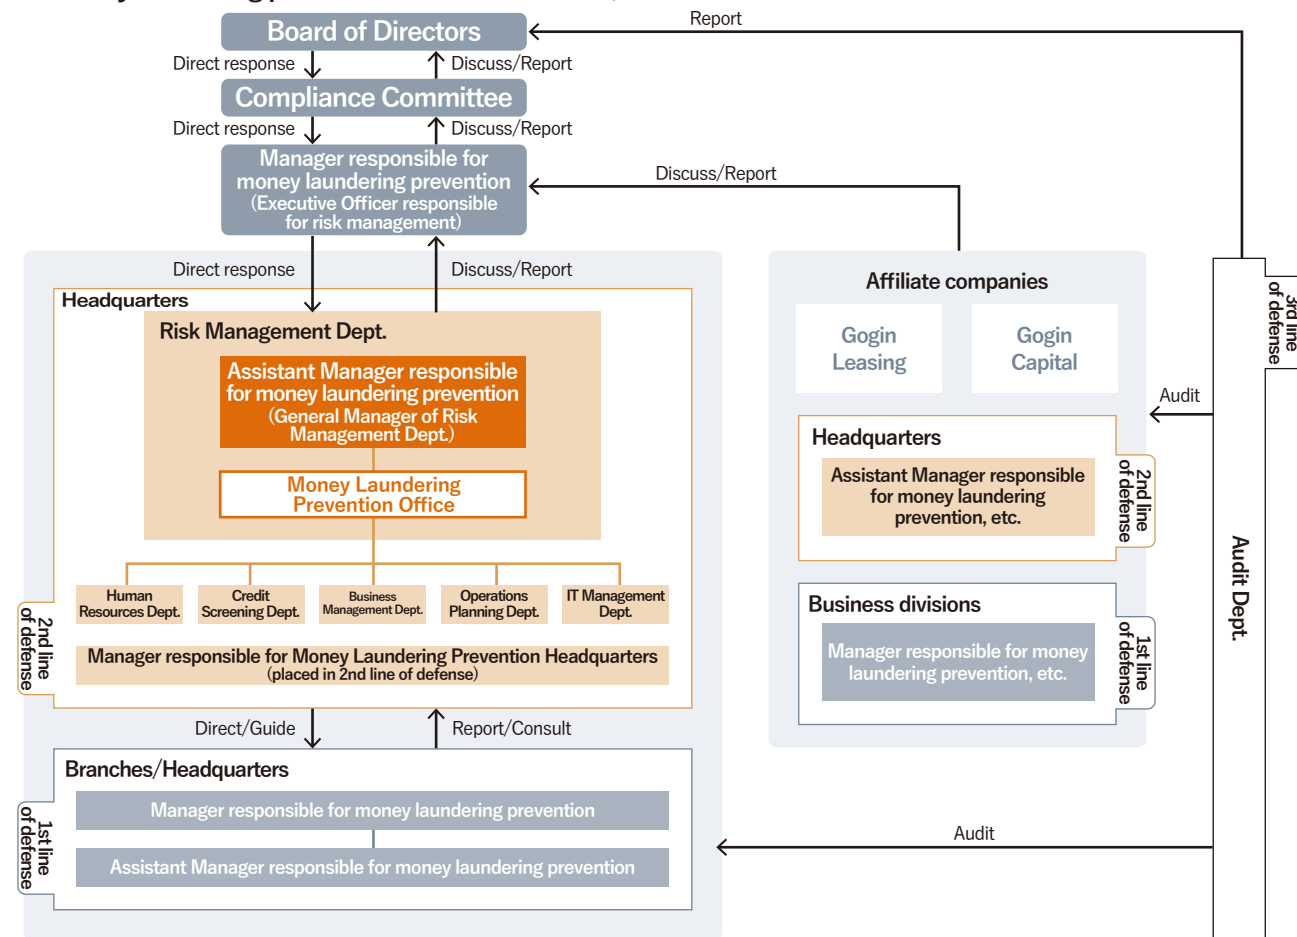 Report
Board of Directors
Direct response
Discuss/Report
Compliance Committee
Direct response
Discuss/Report
Manager responsible for
money laundering prevention
(Executive Officer responsible
for risk management)
Discuss/Report
Direct response
Discuss/Report
Headquarters
Risk Management Dept.
Assistant Manager responsible
for money laundering prevention
(General Manager of Risk
Management Dept.)
Money Laundering
Prevention Office
Human
Resources Dept.
Credit
Screening Dept.
Business
Management Dept.
Operations
Planning Dept.
IT Management
Dept.
Manager responsible for Money Laundering Prevention Headquarters
(placed in 2nd line of defense)
2nd line
of defense
Direct/Guide
Report/Consult
Branches/Headquarters
Manager responsible for money laundering prevention
Assistant Manager responsible for money laundering prevention
1st line
of defense
Affiliate companies
Gogin
Leasing
Gogin
Capital
Headquarters
Assistant Manager responsible
for money laundering
prevention, etc.
2nd line
of defense
Business divisions
Manager responsible for money
laundering prevention, etc.
1st line
of defense
Audit
Audit
Audit Dept.
3rd line
of defense